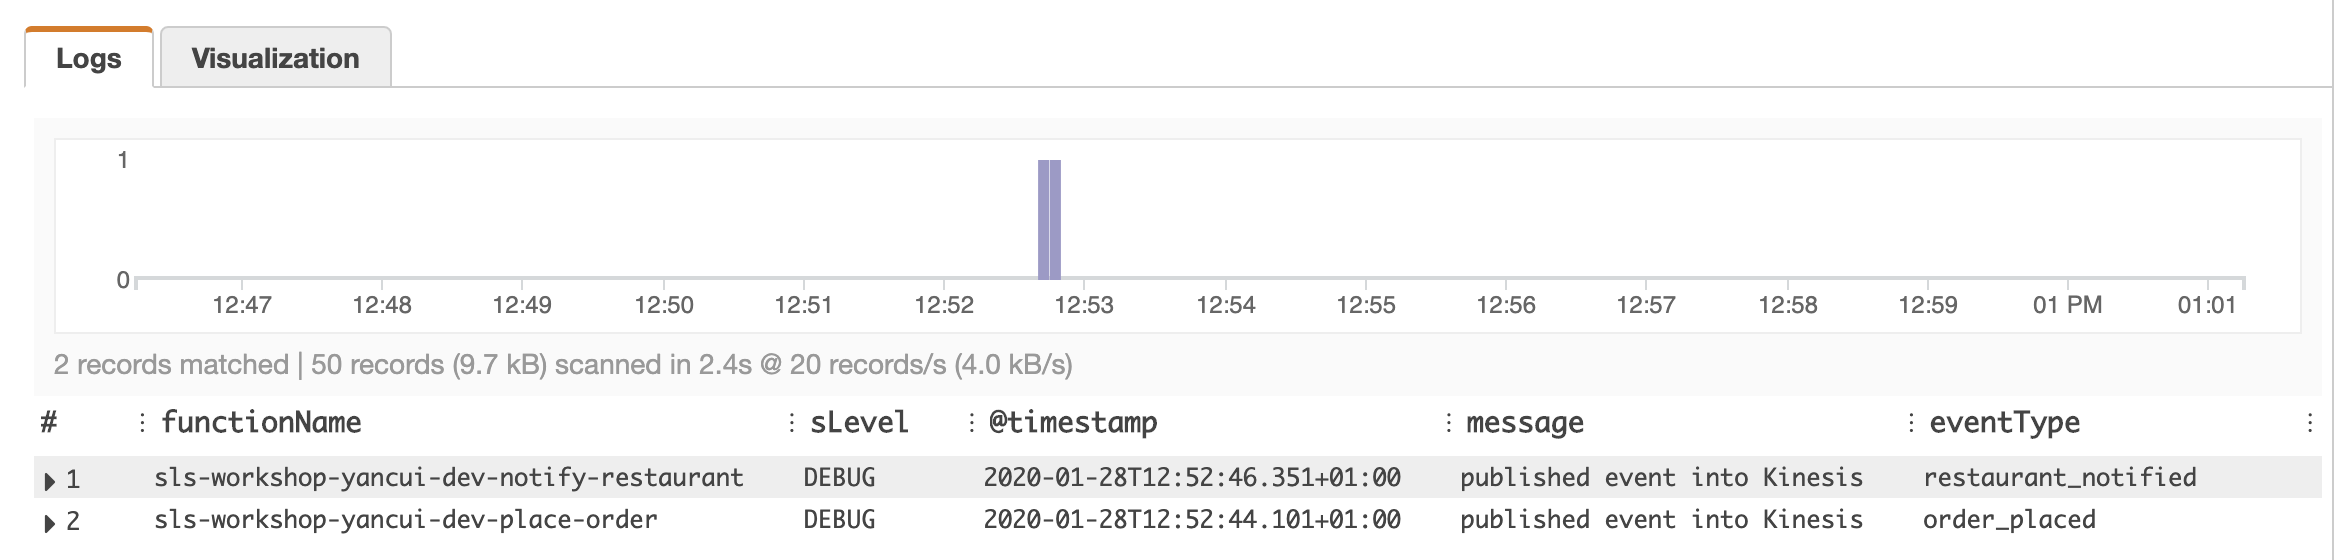 Logs Visualization
1
0
12:47 12:48 12:49 12:50 12:51 12:52 12:53 12:54 12:55 12:56 12:57 12:58 12:59 01 PM 01:01
2 records matched | 50 records (9.7 kB) scanned in 2.4s @ 20 records/s (4.0 kB/s)
# functionName sLevel @timestamp message eventType
1 sls-workshop-yancui-dev-notify-restaurant DEBUG 2020-01-28T12:52:46.351+01:00 published event into Kinesis restaurant_notified
2 sls-workshop-yancui-dev-place-order DEBUG 2020-01-28T12:52:44.101+01:00 published event into Kinesis order_placed